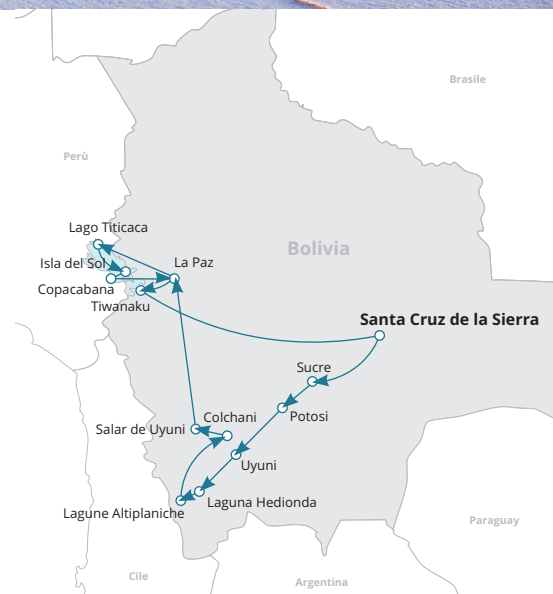 Brasile
Perù
Lago Titicaca
Bolivia
Isla del Sol
La Paz
Copacabana
Tiwanaku
Santa Cruz de la Sierra
Sucre
Colchani
Potosi
Salar de Uyuni
Uyuni
Laguna Hedionda
Lagune Altiplaniche
Paraguay
Cile
Argentina